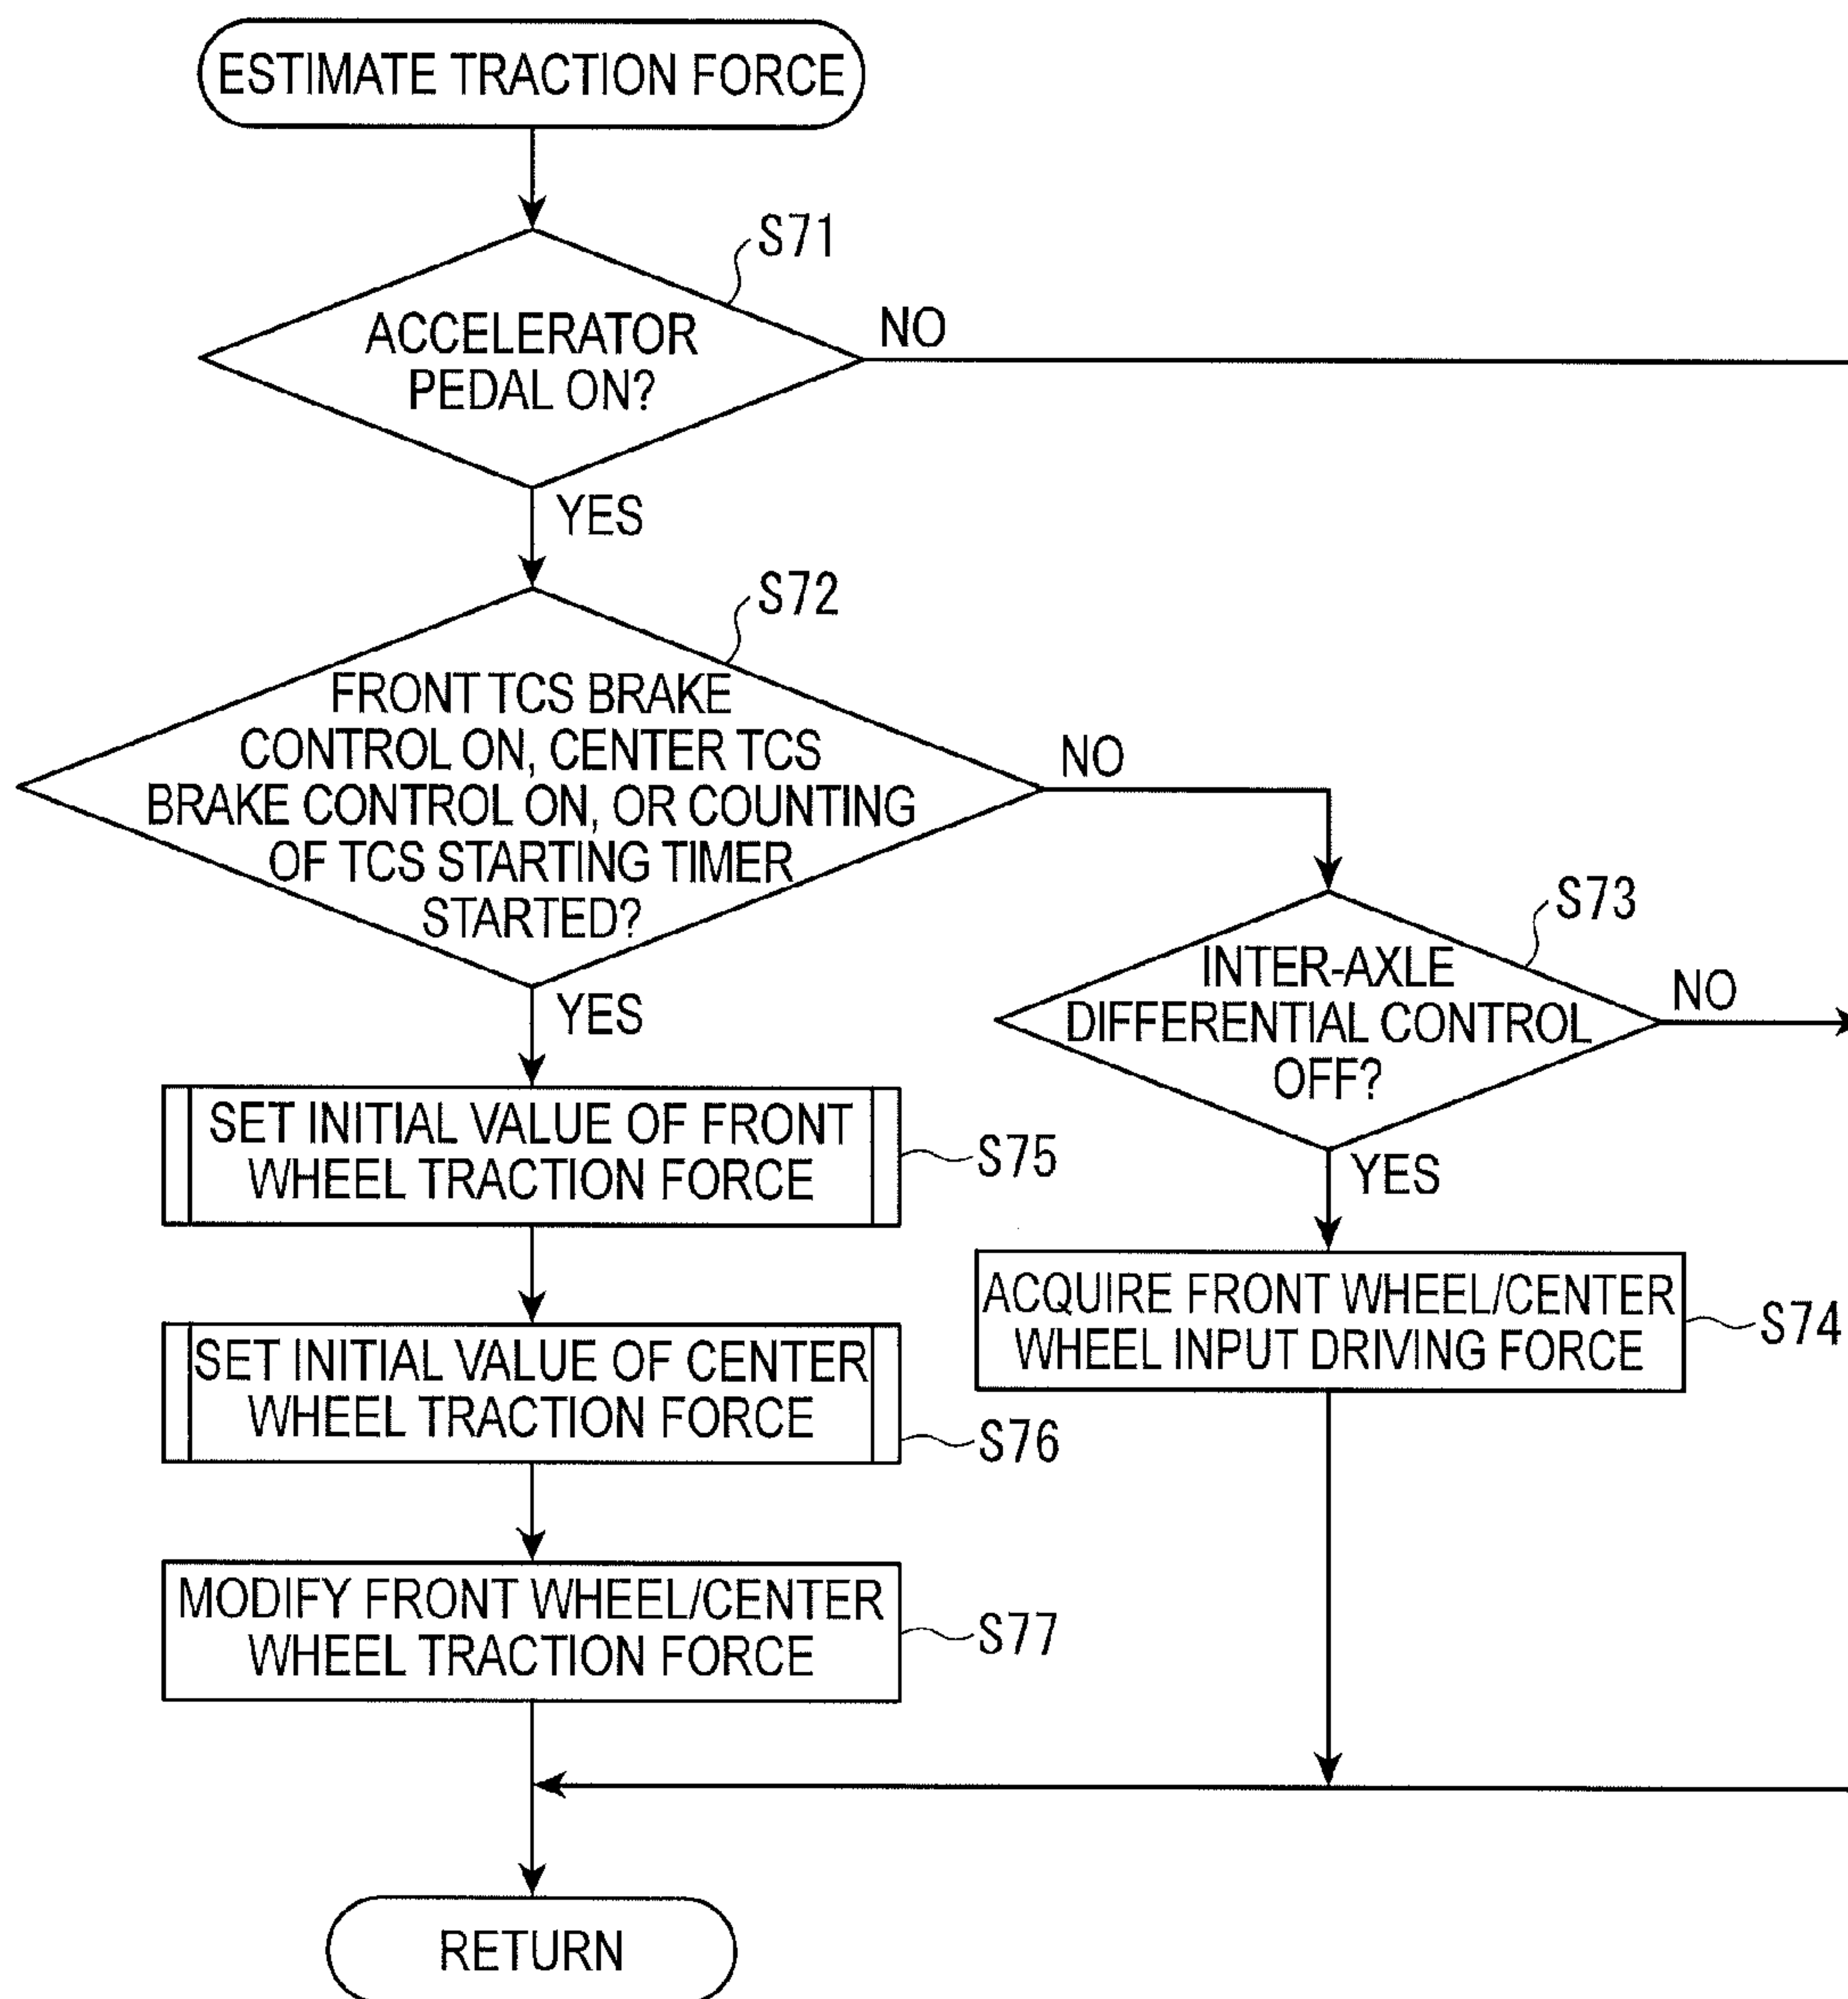 ESTIMATE TRACTION FORCE
S71
ACCELERATOR
PEDAL ON?
NO
YES
S72
FRONT TCS BRAKE
CONTROL ON, CENTER TCS
BRAKE CONTROL ON, OR COUNTING
OF TCS STARTING TIMER
STARTED?
NO
YES
S73
INTER-AXLE
DIFFERENTIAL CONTROL
OFF?
NO
YES
SET INITIAL VALUE OF FRONT
WHEEL TRACTION FORCE
S75
ACQUIRE FRONT WHEEL/CENTER
WHEEL INPUT DRIVING FORCE
S74
SET INITIAL VALUE OF CENTER
WHEEL TRACTION FORCE
S76
MODIFY FRONT WHEEL/CENTER
WHEEL TRACTION FORCE
S77
RETURN